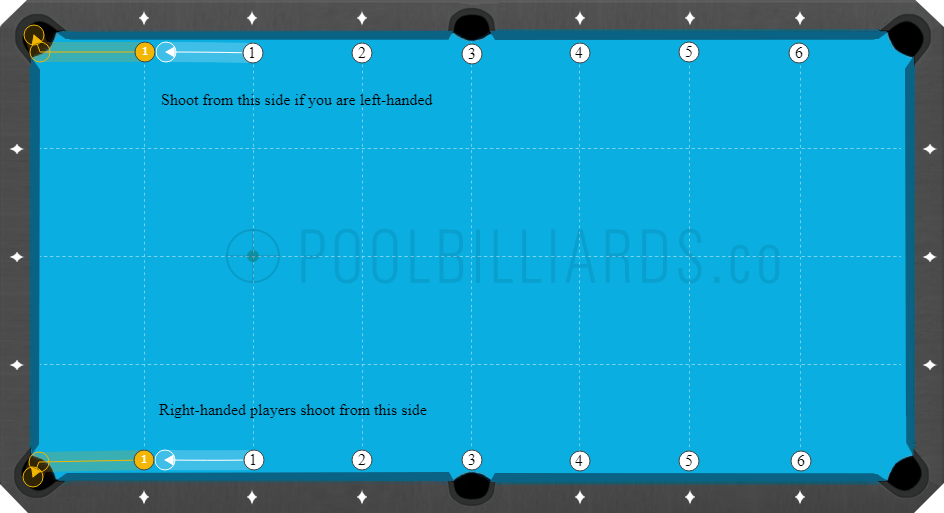 1 1 2 3 4 5 6
Shoot from this side if you are left-handed
POOLBILLIARDS.co
Right-handed players shoot from this side
1 1 2 3 4 5 6